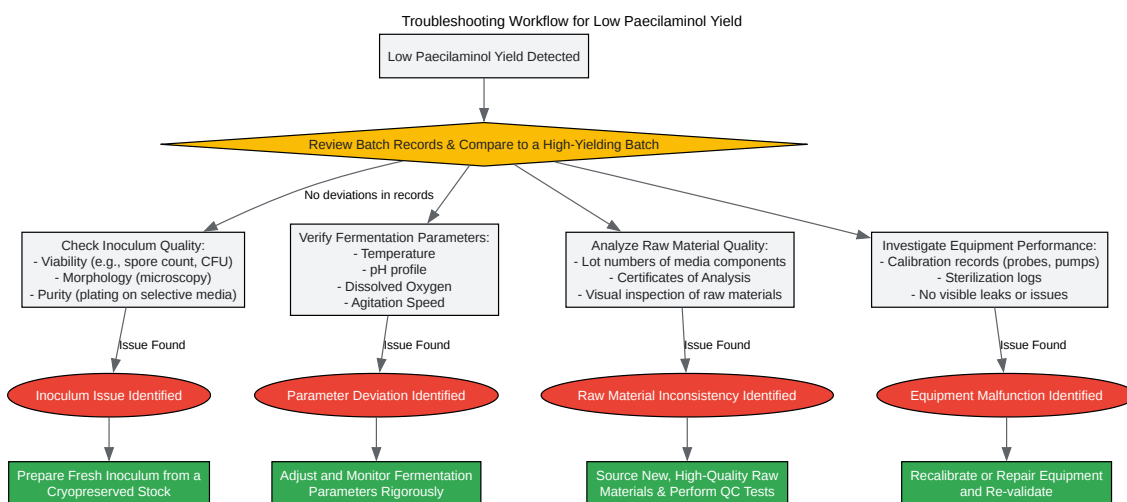 Troubleshooting Workflow for Low Paecilaminol Yield
Low Paecilaminol Yield Detected
Review Batch Records & Compare to a High-Yielding Batch
No deviations in records
Check Inoculum Quality:
- Viability (e.g., spore count, CFU)
- Morphology (microscopy)
- Purity (plating on selective media)
Verify Fermentation Parameters:
- Temperature
- pH profile
- Dissolved Oxygen
- Agitation Speed
Analyze Raw Material Quality:
- Lot numbers of media components
- Certificates of Analysis
- Visual inspection of raw materials
Investigate Equipment Performance:
- Calibration records (probes, pumps)
- Sterilization logs
- No visible leaks or issues
Issue Found
Issue Found
Issue Found
Issue Found
Inoculum Issue Identified
Parameter Deviation Identified
Raw Material Inconsistency Identified
Equipment Malfunction Identified
Prepare Fresh Inoculum from a
Cryopreserved Stock
Adjust and Monitor Fermentation
Parameters Rigorously
Source New, High-Quality Raw
Materials & Perform QC Tests
Recalibrate or Repair Equipment
and Re-validate